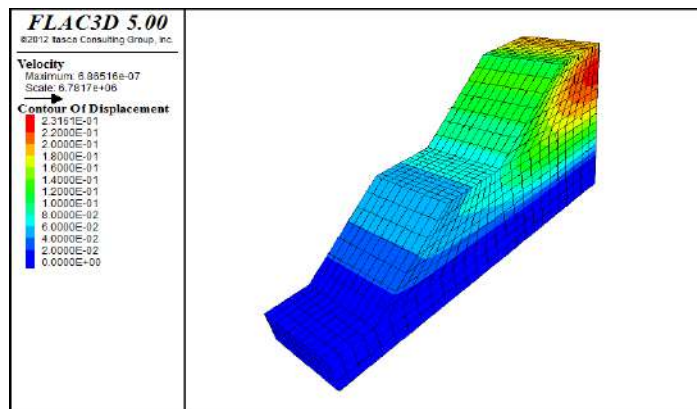 FLAC3D 5.00
©2012 Itasca Consulting Group, Inc.
Velocity
Maximum: 6.86516e-07
Scale: 6.7817e+06
Contour Of Displacement
2.3161E-01
2.2000E-01
2.0000E-01
1.8000E-01
1.6000E-01
1.4000E-01
1.2000E-01
1.0000E-01
8.0000E-02
6.0000E-02
4.0000E-02
2.0000E-02
0.0000E+00